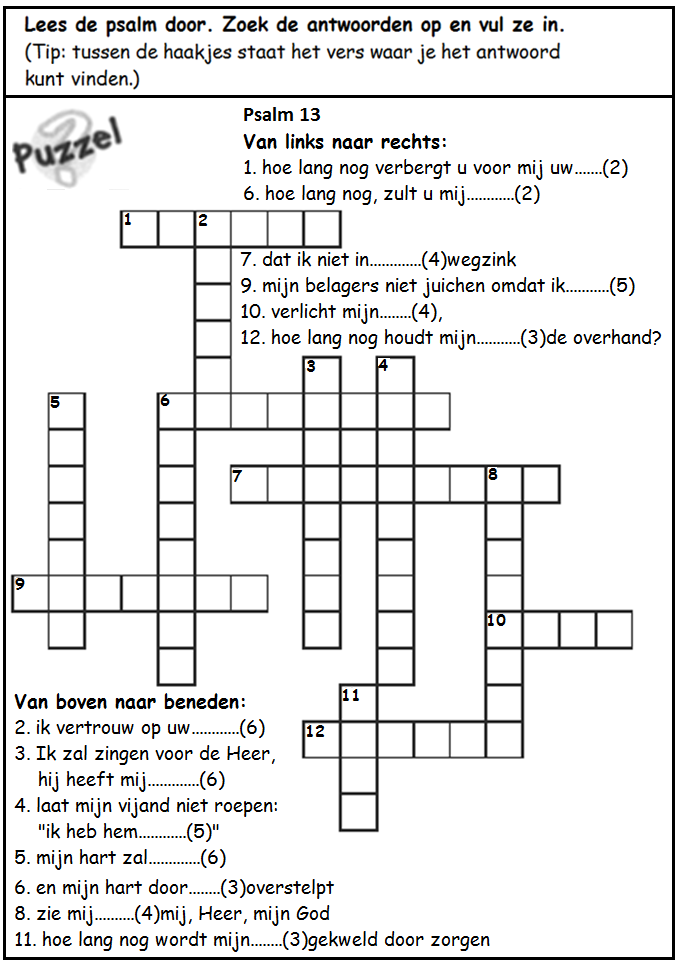 Lees de psalm door. Zoek de antwoorden op en vul ze in.
(Tip: tussen de haakjes staat het vers waar je het antwoord
kunt vinden.)
Puzzel
?
Psalm 13
Van links naar rechts:
1. hoe lang nog verbergt u voor mij uw.......(2)
6. hoe lang nog, zult u mij............(2)
1 2
7. dat ik niet in.............(4)wegzink
9. mijn belagers niet juichen omdat ik...........(5)
10. verlicht mijn........(4),
12. hoe lang nog houdt mijn...........(3)de overhand?
3 4
5 6
7 8
9
10
11
12
Van boven naar beneden:
2. ik vertrouw op uw............(6)
3. Ik zal zingen voor de Heer,
hij heeft mij.............(6)
4. laat mijn vijand niet roepen:
"ik heb hem............(5)"
5. mijn hart zal.............(6)
6. en mijn hart door........(3)overstelpt
8. zie mij..........(4)mij, Heer, mijn God
11. hoe lang nog wordt mijn........(3)gekweld door zorgen